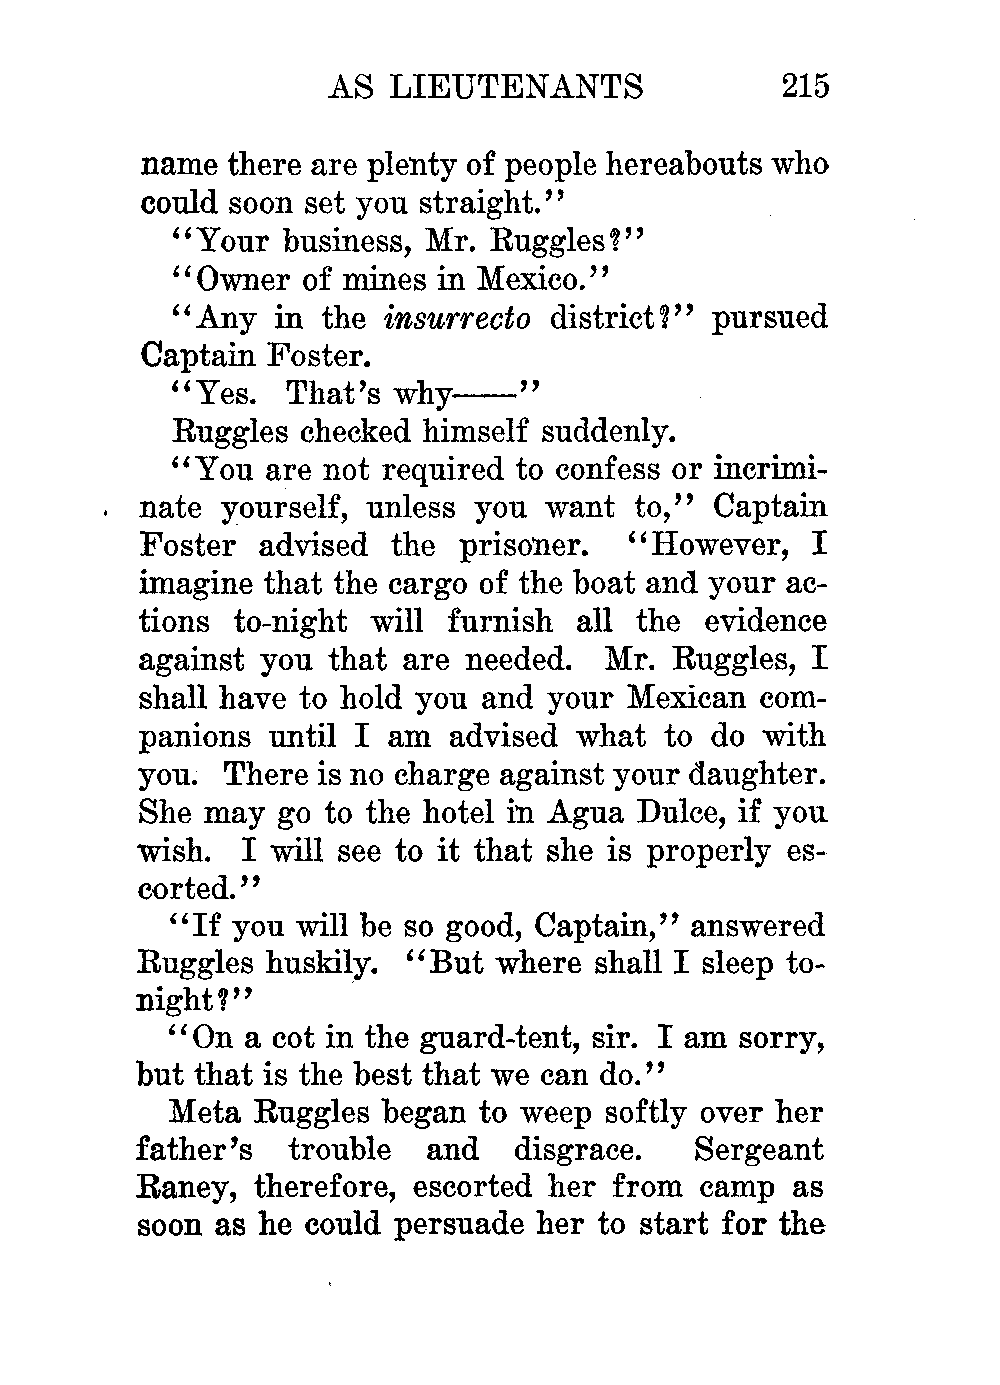 AS LIEUTENANTS 215
name there are plenty of people hereabouts who
could soon set you straight.”
“Your business, Mr. Ruggles?”
“Owner of mines in Mexico.”
“Any in the insurrecto district?” pursued
Captain Foster.
“Yes. That’s why——”
Ruggles checked himself suddenly.
“You are not required to confess or incrimi-
nate yourself, unless you want to,” Captain
Foster advised the prisoner. “However, I
imagine that the cargo of the boat and your ac-
tions to-night will furnish all the evidence
against you that are needed. Mr. Ruggles, I
shall have to hold you and your Mexican com-
panions until I am advised what to do with
you. There is no charge against your daughter.
She may go to the hotel in Agua Dulce, if you
wish. I will see to it that she is properly es-
corted.”
“If you will be so good, Captain,” answered
Ruggles huskily. “But where shall I sleep to-
night?”
“On a cot in the guard-tent, sir. I am sorry,
but that is the best that we can do.”
Meta Ruggles began to weep softly over her
father’s trouble and disgrace. Sergeant
Raney, therefore, escorted her from camp as
soon as he could persuade her to start for the